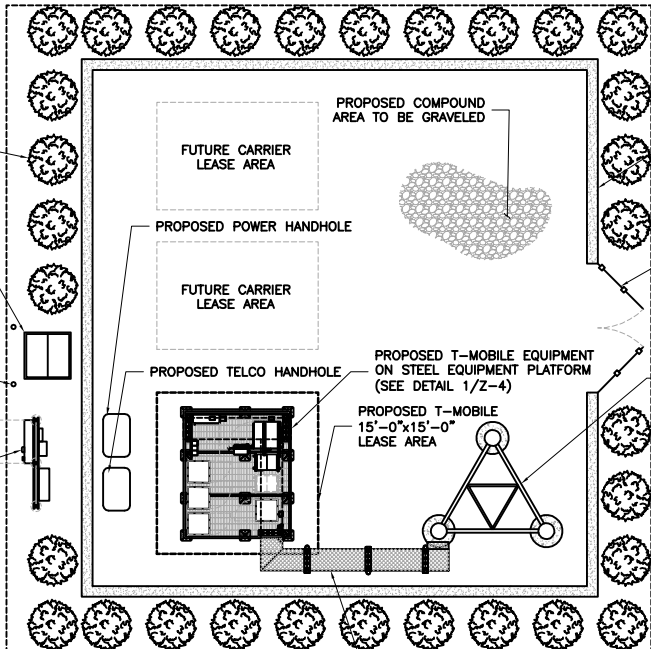 PROPOSED COMPOUND
AREA TO BE GRAVELED
FUTURE CARRIER
LEASE AREA
PROPOSED POWER HANDHOLE
FUTURE CARRIER
LEASE AREA
PROPOSED TELCO HANDHOLE
PROPOSED T-MOBILE EQUIPMENT
ON STEEL EQUIPMENT PLATFORM
(SEE DETAIL 1/Z-4)
PROPOSED T-MOBILE
15'-0"x15'-0"
LEASE AREA